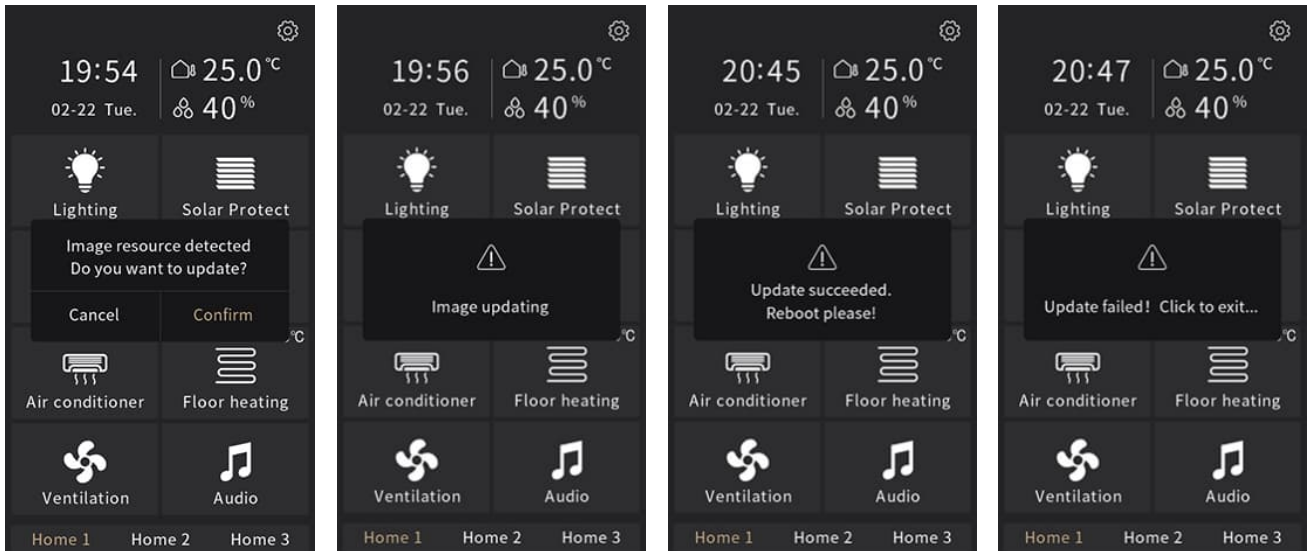 19:54
25.0°C
02-22 Tue.
40%
Lighting
Solar Protect
Image resource detected
Do you want to update?
Cancel
Confirm
°C
Air conditioner
Floor heating
Ventilation
Audio
Home 1
Home 2
Home 3
19:56
25.0°C
02-22 Tue.
40%
Lighting
Solar Protect
Image updating
°C
Air conditioner
Floor heating
Ventilation
Audio
Home 1
Home 2
Home 3
20:45
25.0°C
02-22 Tue.
40%
Lighting
Solar Protect
Update succeeded.
Reboot please!
°C
Air conditioner
Floor heating
Ventilation
Audio
Home 1
Home 2
Home 3
20:47
25.0°C
02-22 Tue.
40%
Lighting
Solar Protect
Update failed! Click to exit...
°C
Air conditioner
Floor heating
Ventilation
Audio
Home 1
Home 2
Home 3